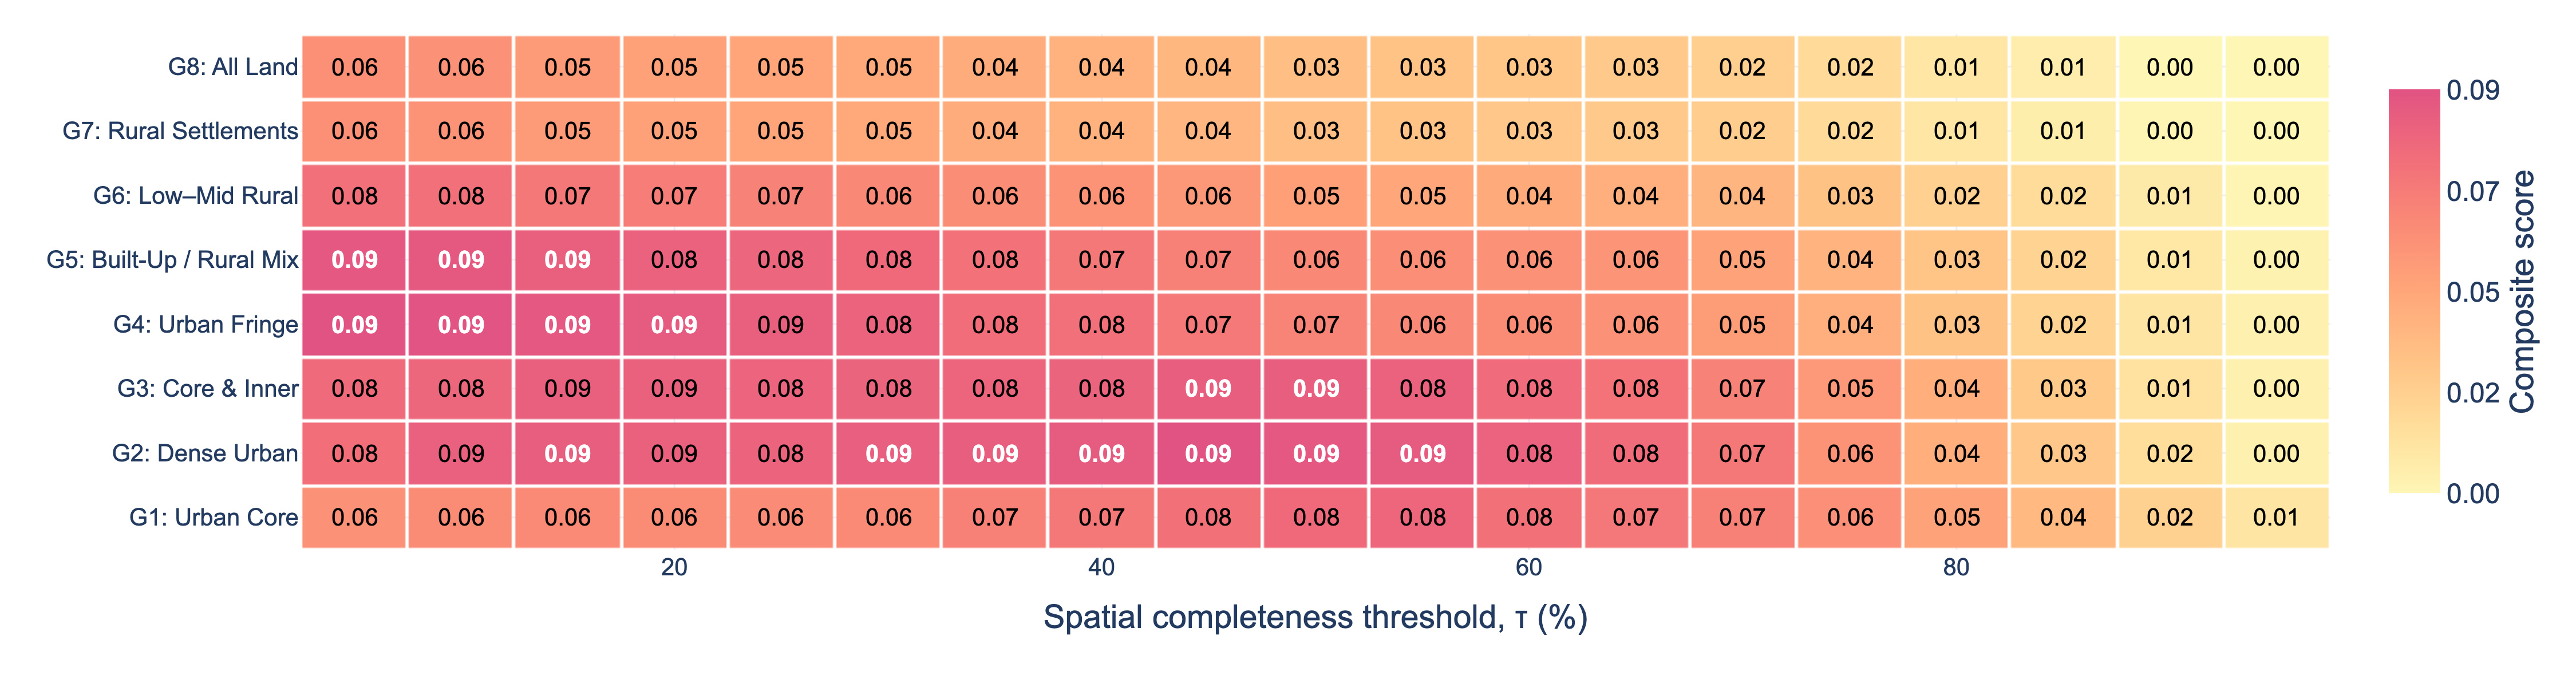 G8: All Land 0.06 0.06 0.05 0.05 0.05 0.05 0.04 0.04 0.04 0.03 0.03 0.03 0.03 0.02 0.02 0.01 0.01 0.00 0.00
G7: Rural Settlements 0.06 0.06 0.05 0.05 0.05 0.05 0.04 0.04 0.04 0.03 0.03 0.03 0.03 0.02 0.02 0.01 0.01 0.00 0.00
G6: Low–Mid Rural 0.08 0.08 0.07 0.07 0.07 0.06 0.06 0.06 0.06 0.05 0.05 0.04 0.04 0.04 0.03 0.02 0.02 0.01 0.00
G5: Built-Up / Rural Mix 0.09 0.09 0.09 0.08 0.08 0.08 0.08 0.07 0.07 0.06 0.06 0.06 0.06 0.05 0.04 0.03 0.02 0.01 0.00
G4: Urban Fringe 0.09 0.09 0.09 0.09 0.09 0.08 0.08 0.08 0.07 0.07 0.06 0.06 0.06 0.05 0.04 0.03 0.02 0.01 0.00
G3: Core & Inner 0.08 0.08 0.09 0.09 0.08 0.08 0.08 0.08 0.09 0.09 0.08 0.08 0.08 0.07 0.05 0.04 0.03 0.01 0.00
G2: Dense Urban 0.08 0.09 0.09 0.09 0.08 0.09 0.09 0.09 0.09 0.09 0.09 0.08 0.08 0.07 0.06 0.04 0.03 0.02 0.00
G1: Urban Core 0.06 0.06 0.06 0.06 0.06 0.06 0.07 0.07 0.08 0.08 0.08 0.08 0.07 0.07 0.06 0.05 0.04 0.02 0.01
20 40 60 80
Spatial completeness threshold, τ (%)
0.09
0.07
0.05
0.02
0.00
Composite score